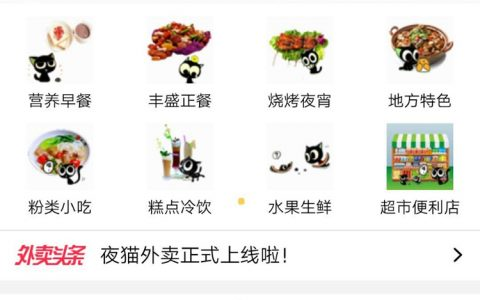 营养早餐 丰盛正餐 烧烤夜宵 地方特色
粉类小吃 糕点冷饮 水果生鲜 超市便利店
外卖头条 夜猫外卖正式上线啦!